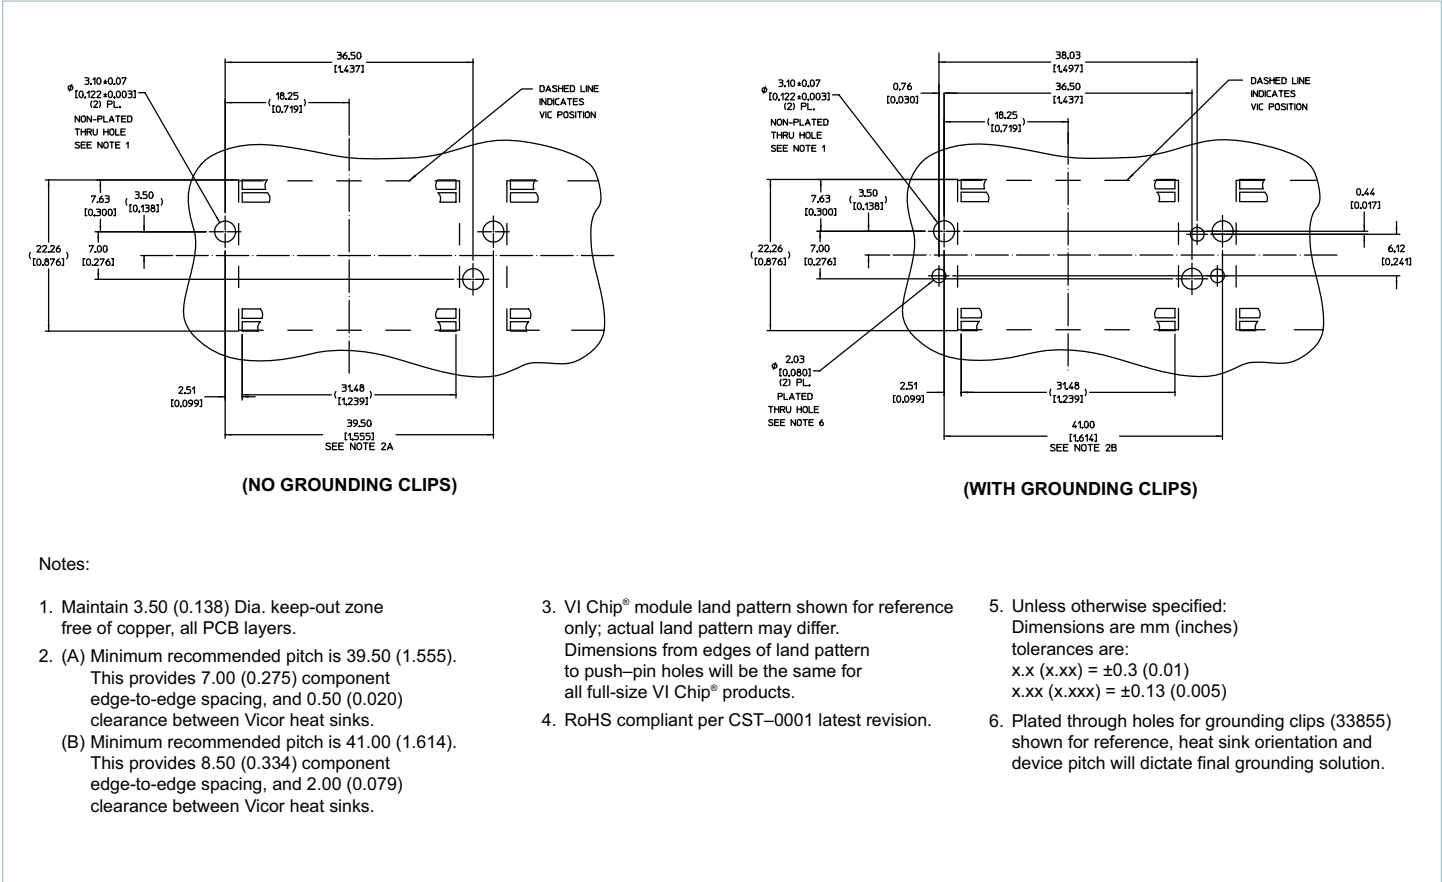 36.50
[1.437]
3.10±0.07
ø [0.122±0.003]
(2) PL.
NON-PLATED
THRU HOLE
SEE NOTE 1
( 18.25 )
[0.719]
DASHED LINE
INDICATES
VIC POSITION
7.63
[0.300]
( 3.50 )
[0.138]
( 22.26 )
[0.876]
7.00
[0.276]
2.51
[0.099]
( 31.48 )
[1.239]
39.50
[1.555]
SEE NOTE 2A
(NO GROUNDING CLIPS)
38.03
[1.497]
3.10±0.07
ø [0.122±0.003]
(2) PL.
NON-PLATED
THRU HOLE
SEE NOTE 1
0.76
[0.030]
36.50
[1.437]
( 18.25 )
[0.719]
DASHED LINE
INDICATES
VIC POSITION
7.63
[0.300]
( 3.50 )
[0.138]
0.44
[0.017]
( 22.26 )
[0.876]
7.00
[0.276]
6.12
[0.241]
ø 2.03
[0.080]
(2) PL.
PLATED
THRU HOLE
SEE NOTE 6
2.51
[0.099]
( 31.48 )
[1.239]
41.00
[1.614]
SEE NOTE 2B
(WITH GROUNDING CLIPS)
Notes:
1. Maintain 3.50 (0.138) Dia. keep-out zone
free of copper, all PCB layers.
2. (A) Minimum recommended pitch is 39.50 (1.555).
This provides 7.00 (0.275) component
edge-to-edge spacing, and 0.50 (0.020)
clearance between Vicor heat sinks.
(B) Minimum recommended pitch is 41.00 (1.614).
This provides 8.50 (0.334) component
edge-to-edge spacing, and 2.00 (0.079)
clearance between Vicor heat sinks.
3. VI Chip® module land pattern shown for reference
only; actual land pattern may differ.
Dimensions from edges of land pattern
to push–pin holes will be the same for
all full-size VI Chip® products.
4. RoHS compliant per CST–0001 latest revision.
5. Unless otherwise specified:
Dimensions are mm (inches)
tolerances are:
x.x (x.xx) = ±0.3 (0.01)
x.xx (x.xxx) = ±0.13 (0.005)
6. Plated through holes for grounding clips (33855)
shown for reference, heat sink orientation and
device pitch will dictate final grounding solution.